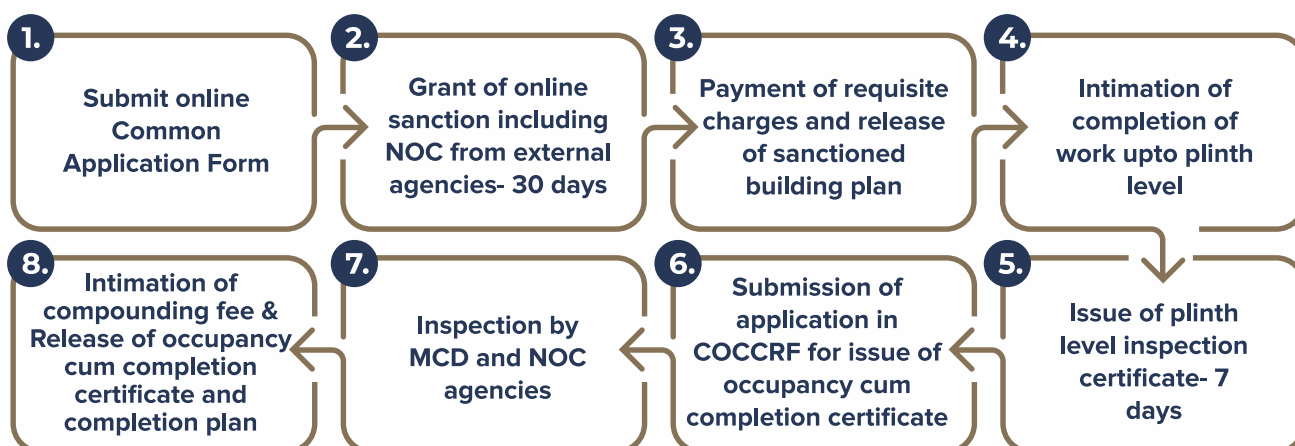 1.
Submit online
Common
Application Form
2.
Grant of online
sanction including
NOC from external
agencies- 30 days
3.
Payment of requisite
charges and release
of sanctioned
building plan
4.
Intimation of
completion of
work upto plinth
level
5.
Issue of plinth
level inspection
certificate- 7
days
6.
Submission of
application in
COCCRF for issue of
occupancy cum
completion certificate
7.
Inspection by
MCD and NOC
agencies
8.
Intimation of
compounding fee &
Release of occupancy
cum completion
certificate and
completion plan